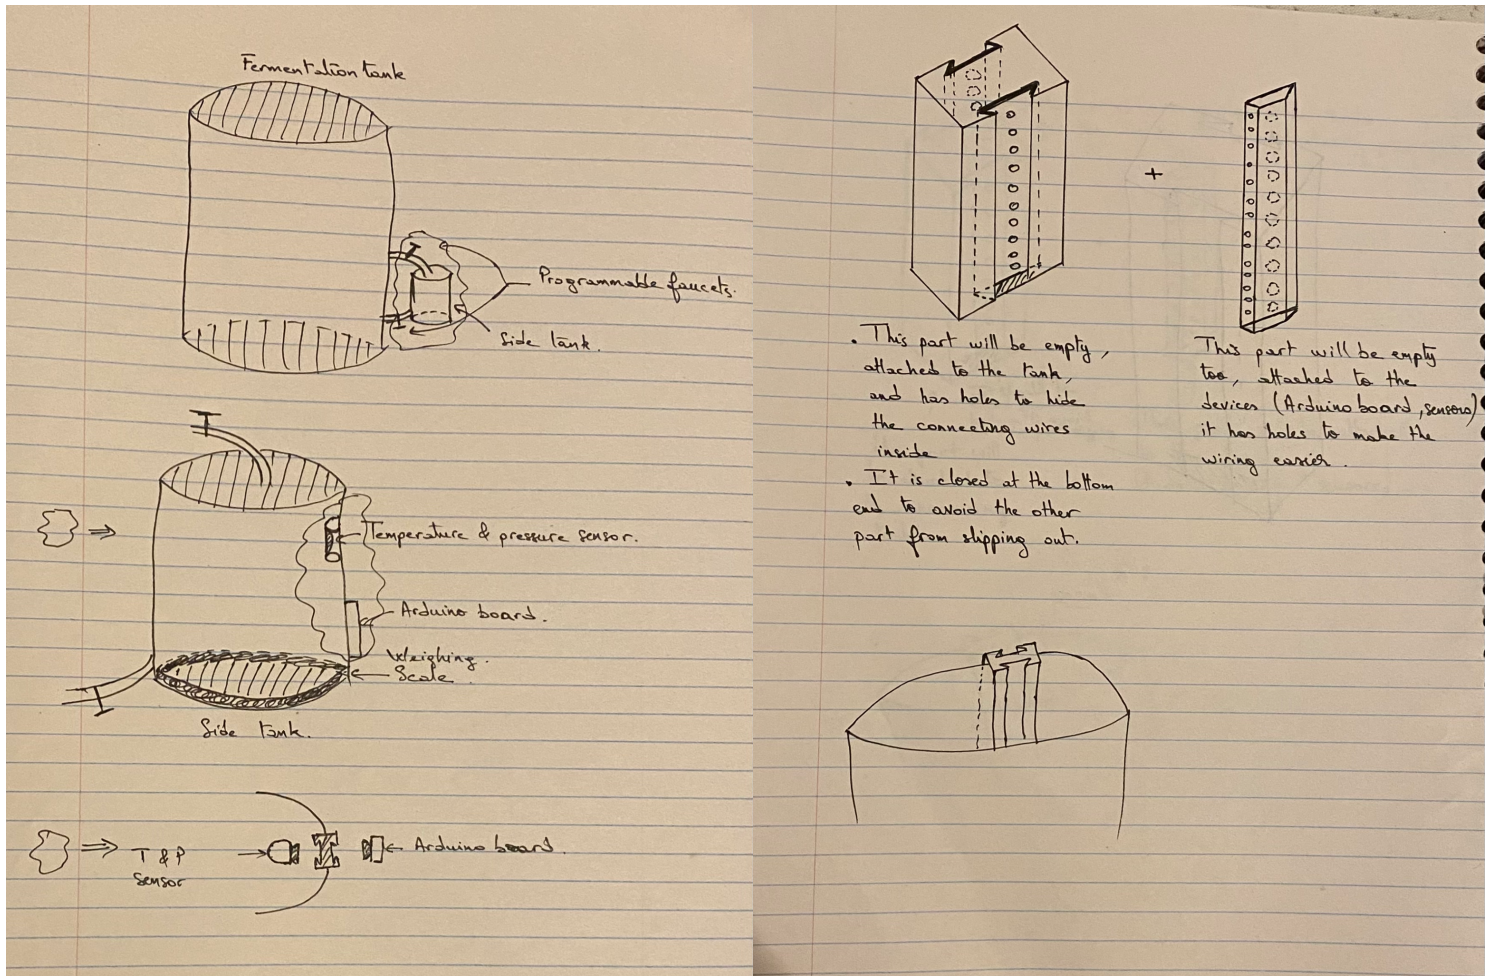 Fermentation tank
Programmable faucets.
Side tank.
Temperature & pressure sensor.
Arduino board.
Weighing
Scale
Side tank.
T & P
sensor
Arduino board.
+
. This part will be empty,
attached to the tank,
and has holes to hide
the connecting wires
inside
. It is closed at the bottom
end to avoid the other
part from slipping out.
This part will be empty
too, attached to the
devices (Arduino board, sensors)
it has holes to make the
wiring easier.